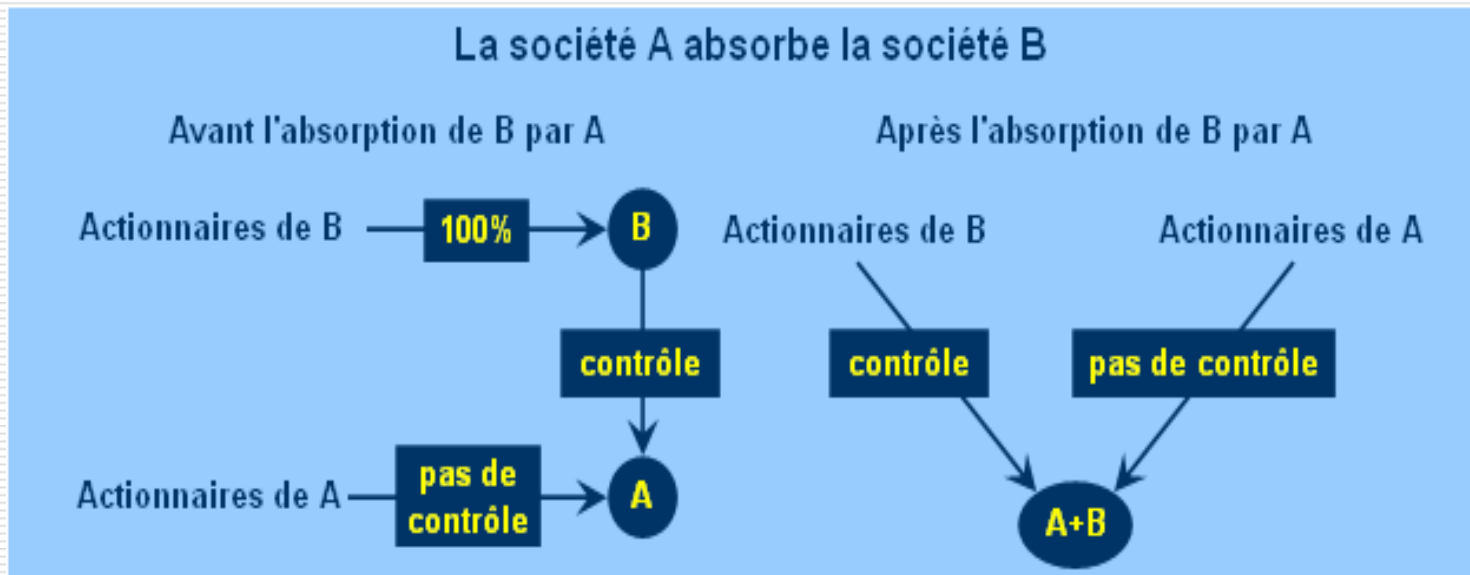 La société A absorbe la société B
Avant l'absorption de B par A
Actionnaires de B
100%
B
contrôle
Actionnaires de A
pas de
contrôle
A
Après l'absorption de B par A
Actionnaires de B
Actionnaires de A
contrôle
pas de contrôle
A+B